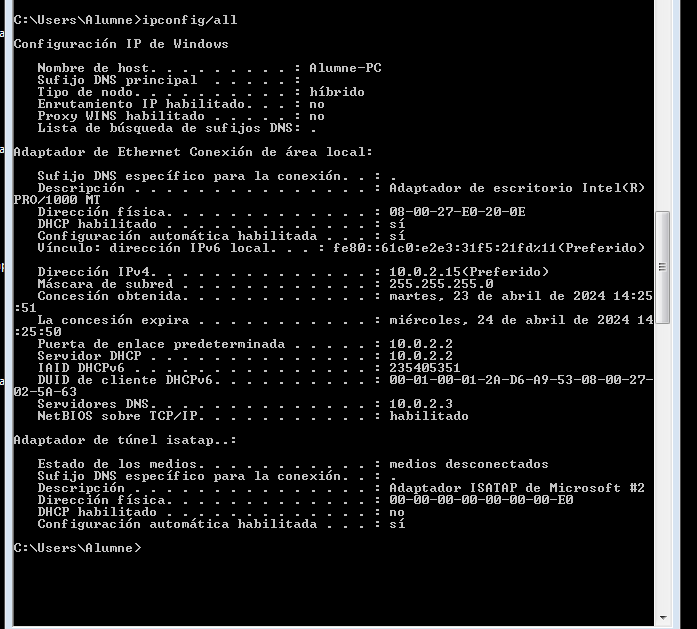 C:\Users\Alumne>ipconfig/all
Configuración IP de Windows
Nombre de host. . . . . . . . . : Alumne-PC
Sufijo DNS principal . . . . . :
Tipo de nodo. . . . . . . . . . : híbrido
Enrutamiento IP habilitado. . . : no
Proxy WINS habilitado . . . . . : no
Lista de búsqueda de sufijos DNS: .
Adaptador de Ethernet Conexión de área local:
Sufijo DNS específico para la conexión. . : .
Descripción . . . . . . . . . . . . . . . : Adaptador de escritorio Intel(R)
PRO/1000 MT
Dirección física. . . . . . . . . . . . . : 08-00-27-E0-20-0E
DHCP habilitado . . . . . . . . . . . . . : sí
Configuración automática habilitada . . . : sí
Vínculo: dirección IPv6 local. . . : fe80::61c0:e2e3:31f5:21fd%11(Preferido)
Dirección IPv4. . . . . . . . . . . . . . : 10.0.2.15(Preferido)
Máscara de subred . . . . . . . . . . . . : 255.255.255.0
Concesión obtenida. . . . . . . . . . . . : martes, 23 de abril de 2024 14:25
:51
La concesión expira . . . . . . . . . . . : miércoles, 24 de abril de 2024 14
:25:50
Puerta de enlace predeterminada . . . . . : 10.0.2.2
Servidor DHCP . . . . . . . . . . . . . . : 10.0.2.2
IAID DHCPv6 . . . . . . . . . . . . . . . : 235405351
DUID de cliente DHCPv6. . . . . . . . . . : 00-01-00-01-2A-D6-A9-53-08-00-27-
02-5A-63
Servidores DNS. . . . . . . . . . . . . . : 10.0.2.3
NetBIOS sobre TCP/IP. . . . . . . . . . . : habilitado
Adaptador de túnel isatap..:
Estado de los medios. . . . . . . . . . . : medios desconectados
Sufijo DNS específico para la conexión. . : .
Descripción . . . . . . . . . . . . . . . : Adaptador ISATAP de Microsoft #2
Dirección física. . . . . . . . . . . . . : 00-00-00-00-00-00-00-E0
DHCP habilitado . . . . . . . . . . . . . : no
Configuración automática habilitada . . . : sí
C:\Users\Alumne>